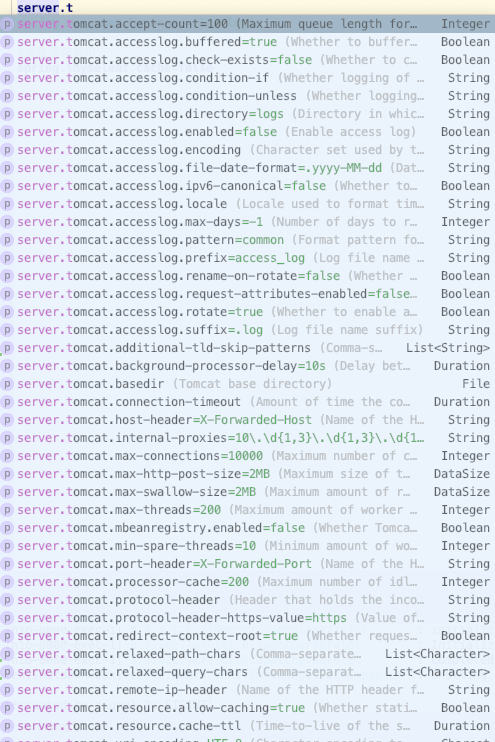 server.t
p server.tomcat.accept-count=100 (Maximum queue length for… Integer
p server.tomcat.accesslog.buffered=true (Whether to buffer… Boolean
p server.tomcat.accesslog.check-exists=false (Whether to c… Boolean
p server.tomcat.accesslog.condition-if (Whether logging of … String
p server.tomcat.accesslog.condition-unless (Whether logging… String
p server.tomcat.accesslog.directory=logs (Directory in whic… String
p server.tomcat.accesslog.enabled=false (Enable access log) Boolean
p server.tomcat.accesslog.encoding (Character set used by t… String
p server.tomcat.accesslog.file-date-format=.yyyy-MM-dd (Dat… String
p server.tomcat.accesslog.ipv6-canonical=false (Whether to… Boolean
p server.tomcat.accesslog.locale (Locale used to format tim… String
p server.tomcat.accesslog.max-days=-1 (Number of days to r… Integer
p server.tomcat.accesslog.pattern=common (Format pattern fo… String
p server.tomcat.accesslog.prefix=access_log (Log file name … String
p server.tomcat.accesslog.rename-on-rotate=false (Whether … Boolean
p server.tomcat.accesslog.request-attributes-enabled=false… Boolean
p server.tomcat.accesslog.rotate=true (Whether to enable a… Boolean
p server.tomcat.accesslog.suffix=.log (Log file name suffix) String
p server.tomcat.additional-tld-skip-patterns (Comma-s… List<String>
p server.tomcat.background-processor-delay=10s (Delay bet… Duration
p server.tomcat.basedir (Tomcat base directory) File
p server.tomcat.connection-timeout (Amount of time the co… Duration
p server.tomcat.host-header=X-Forwarded-Host (Name of the H… String
p server.tomcat.internal-proxies=10\.\d{1,3}\.\d{1,3}\.\d{1… String
p server.tomcat.max-connections=10000 (Maximum number of c… Integer
p server.tomcat.max-http-post-size=2MB (Maximum size of t… DataSize
p server.tomcat.max-swallow-size=2MB (Maximum amount of r… DataSize
p server.tomcat.max-threads=200 (Maximum amount of worker … Integer
p server.tomcat.mbeanregistry.enabled=false (Whether Tomca… Boolean
p server.tomcat.min-spare-threads=10 (Minimum amount of wo… Integer
p server.tomcat.port-header=X-Forwarded-Port (Name of the H… String
p server.tomcat.processor-cache=200 (Maximum number of idl… Integer
p server.tomcat.protocol-header (Header that holds the inco… String
p server.tomcat.protocol-header-https-value=https (Value of… String
p server.tomcat.redirect-context-root=true (Whether reques… Boolean
p server.tomcat.relaxed-path-chars (Comma-separate… List<Character>
p server.tomcat.relaxed-query-chars (Comma-separat… List<Character>
p server.tomcat.remote-ip-header (Name of the HTTP header f… String
p server.tomcat.resource.allow-caching=true (Whether stati… Boolean
p server.tomcat.resource.cache-ttl (Time-to-live of the s… Duration